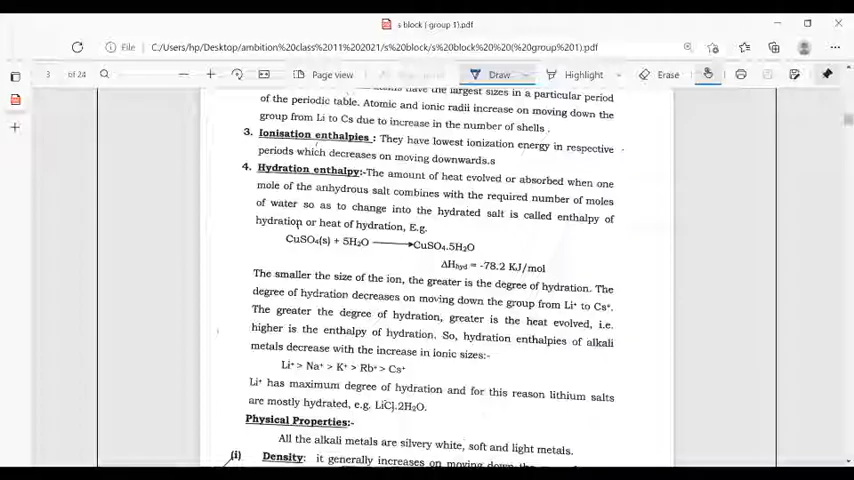 s block ( group 1).pdf
File C:/Users/hp/Desktop/ambition%20class%2011%202021/s%20block/s%20block%20%20(%20group%201).pdf
3 of 24 Page view Draw Highlight Erase
have the largest sizes in a particular period
of the periodic table. Atomic and ionic radii increase on moving down the
group from Li to Cs due to increase in the number of shells .
3. Ionisation enthalpies : They have lowest ionization energy in respective
periods which decreases on moving downwards.s
4. Hydration enthalpy:-The amount of heat evolved or absorbed when one
mole of the anhydrous salt combines with the required number of moles
of water so as to change into the hydrated salt is called enthalpy of
hydration or heat of hydration, E.g.
CuSO₄(s) + 5H₂O ⟶ CuSO₄.5H₂O
ΔHhyd = -78.2 KJ/mol
The smaller the size of the ion, the greater is the degree of hydration. The
degree of hydration decreases on moving down the group from Li⁺ to Cs⁺.
The greater the degree of hydration, greater is the heat evolved, i.e.
higher is the enthalpy of hydration. So, hydration enthalpies of alkali
metals decrease with the increase in ionic sizes:-
Li⁺ > Na⁺ > K⁺ > Rb⁺ > Cs⁺
Li⁺ has maximum degree of hydration and for this reason lithium salts
are mostly hydrated, e.g. LiCl.2H₂O.
Physical Properties:-
All the alkali metals are silvery white, soft and light metals.
(i) Density: it generally increases on moving down the